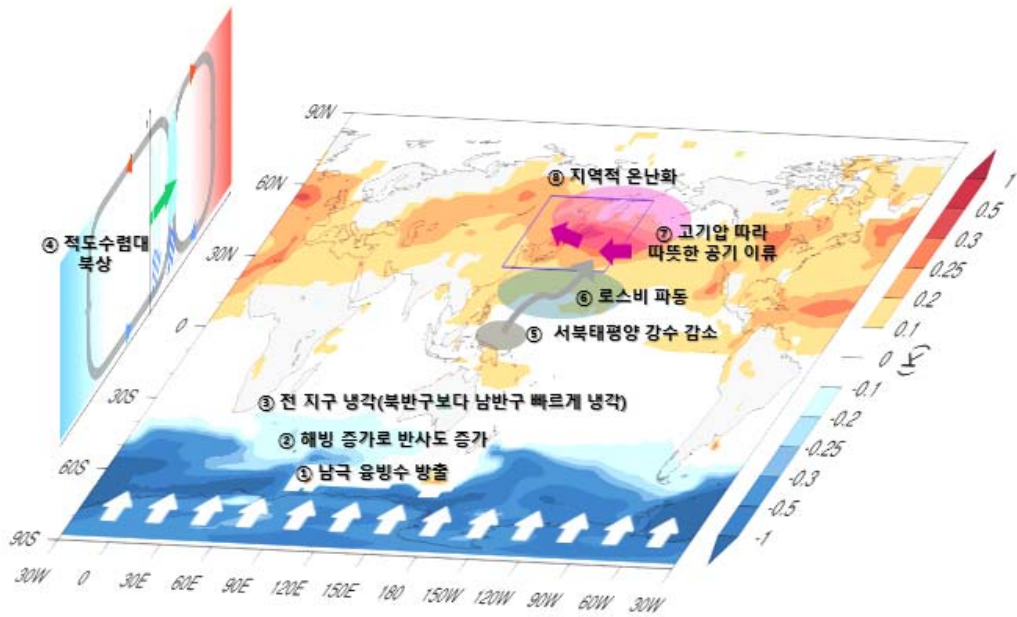 90N
60N
30N
0
30S
60S
90S
④ 적도수렴대
북상
⑧ 지역적 온난화
⑦ 고기압 따라
따뜻한 공기 이류
⑥ 로스비 파동
⑤ 서북태평양 강수 감소
③ 전 지구 냉각(북반구보다 남반구 빠르게 냉각)
② 해빙 증가로 반사도 증가
① 남극 융빙수 방출
30W 0 30E 60E 90E 120E 150E 180 150W 120W 90W 60W 30W
1
0.5
0.3
0.25
0.2
0.1
0
(K)
-0.1
-0.2
-0.25
-0.3
-0.5
-1